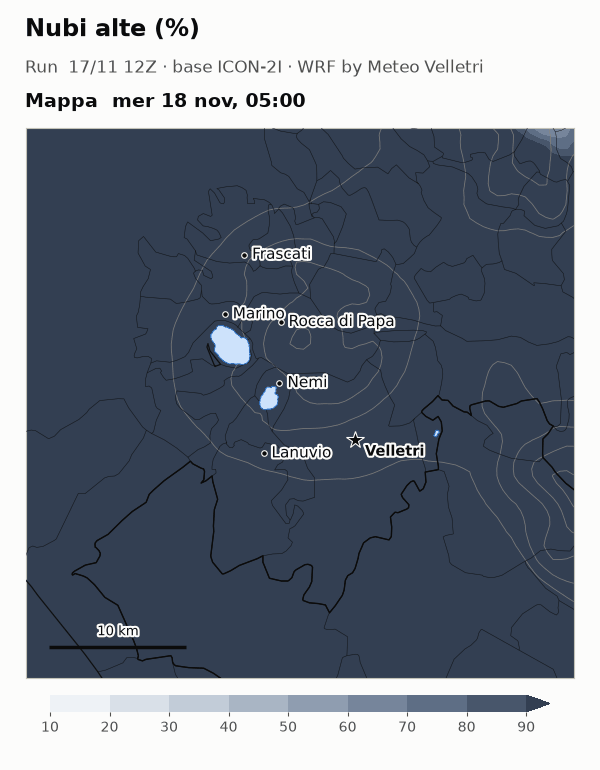 Nubi alte (%)
Run  17/11 12Z · base ICON-2I · WRF by Meteo Velletri
Mappa  mer 18 nov, 05:00
Frascati
Marino
Rocca di Papa
Nemi
Velletri
Lanuvio
10 km
10 20 30 40 50 60 70 80 90